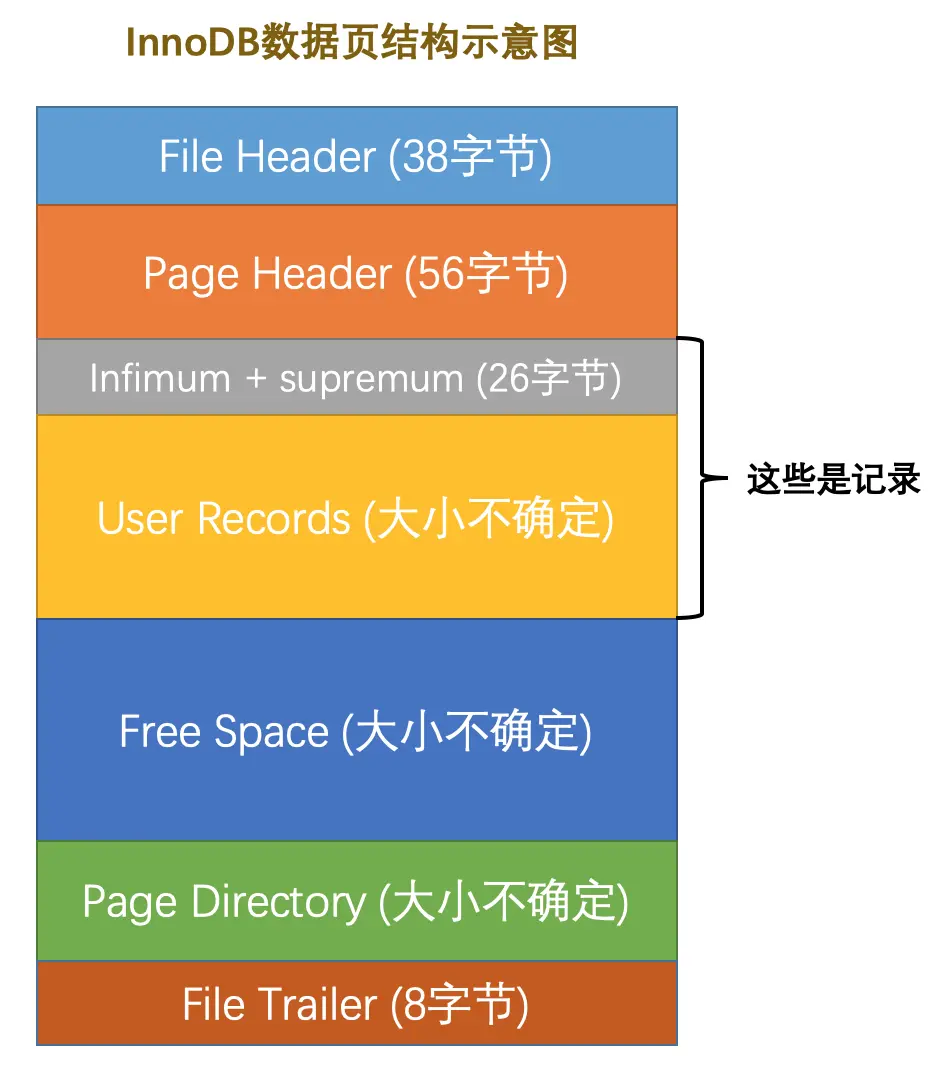 InnoDB数据页结构示意图
File Header (38字节)
Page Header (56字节)
Infimum + supremum (26字节)
User Records (大小不确定)
这些是记录
Free Space (大小不确定)
Page Directory (大小不确定)
File Trailer (8字节)